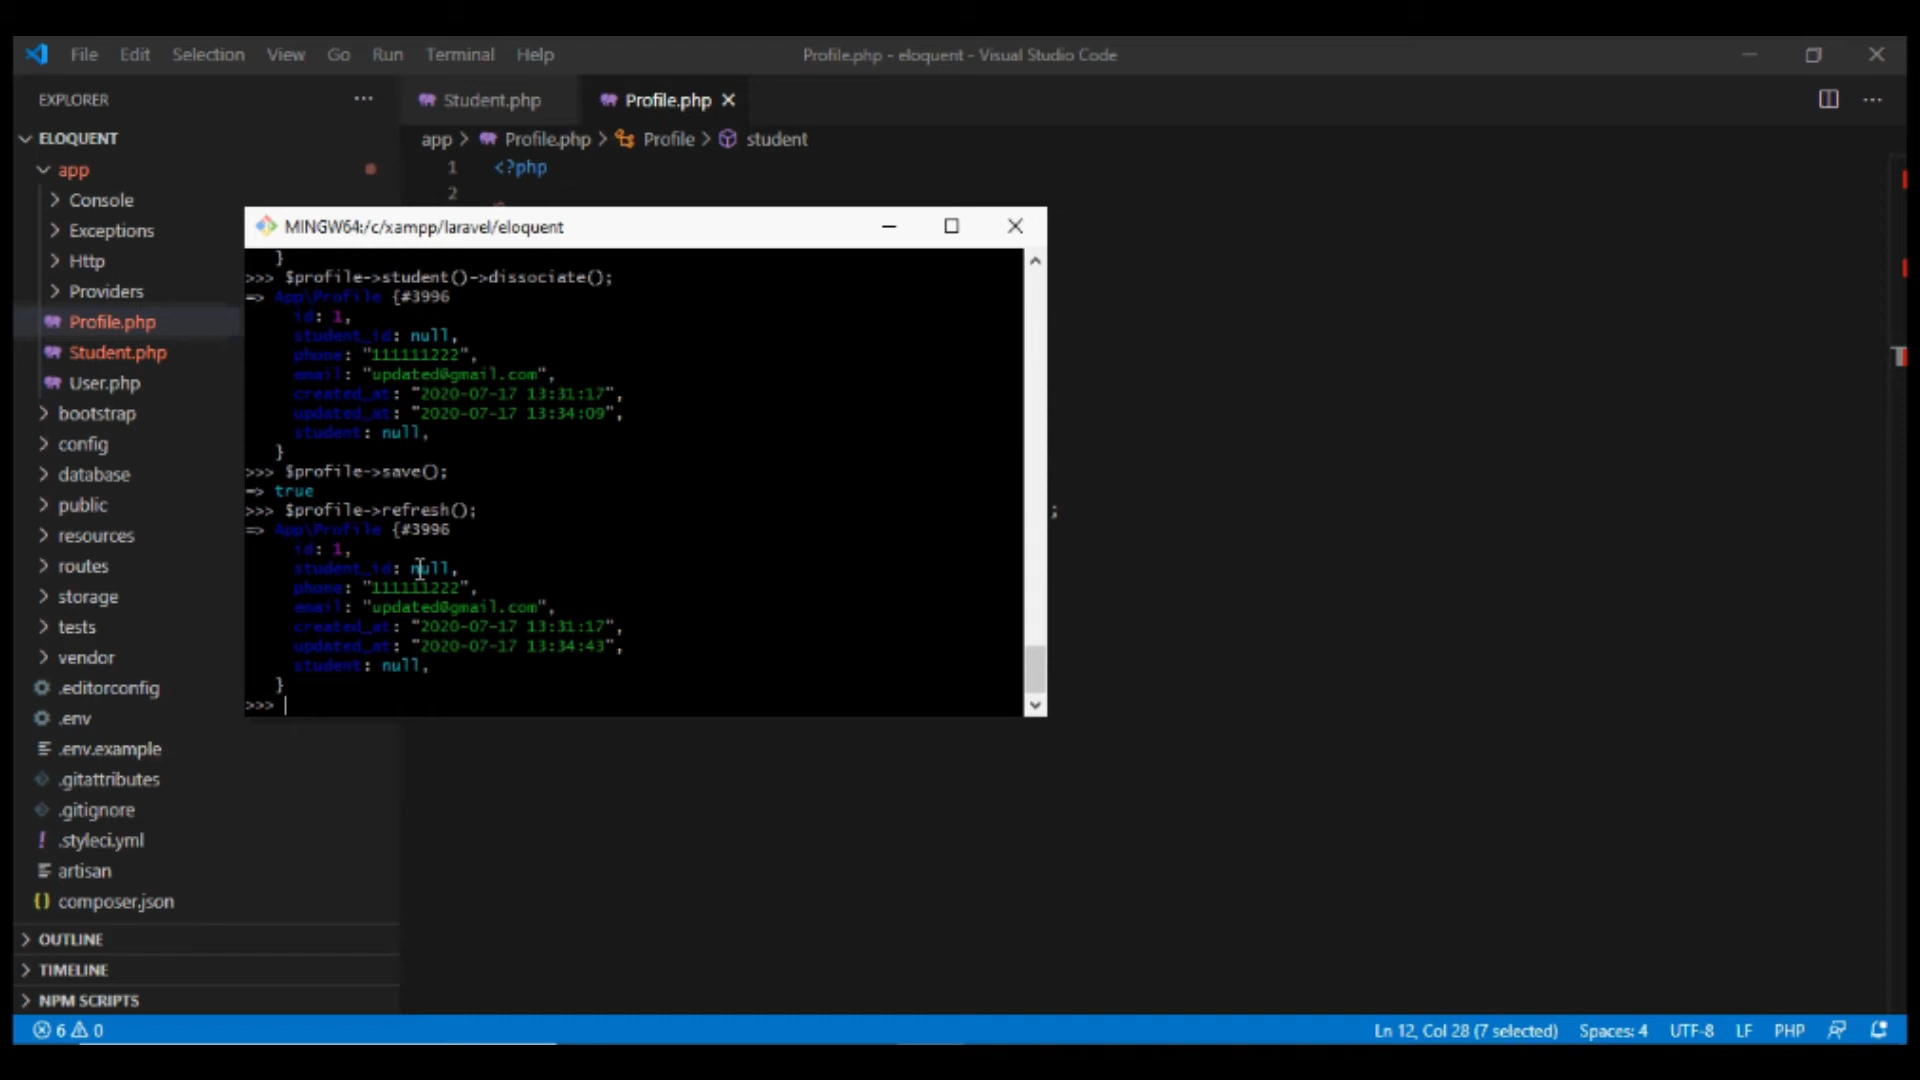 File Edit Selection View Go Run Terminal Help
Profile.php - eloquent - Visual Studio Code
EXPLORER
Student.php
Profile.php
ELOQUENT
app > Profile.php > Profile > student
app
1 <?php
2
Console
Exceptions
Http
Providers
Profile.php
Student.php
User.php
bootstrap
config
database
public
resources
routes
storage
tests
vendor
.editorconfig
.env
.env.example
.gitattributes
.gitignore
.styleci.yml
artisan
composer.json
OUTLINE
TIMELINE
NPM SCRIPTS
MINGW64:/c/xampp/laravel/eloquent
}
>>> $profile->student()->dissociate();
=> App\Profile {#3996
id: 1,
student_id: null,
phone: "111111222",
email: "updated@gmail.com",
created_at: "2020-07-17 13:31:17",
updated_at: "2020-07-17 13:34:09",
student: null,
}
>>> $profile->save();
=> true
>>> $profile->refresh();
=> App\Profile {#3996
id: 1,
student_id: null,
phone: "111111222",
email: "updated@gmail.com",
created_at: "2020-07-17 13:31:17",
updated_at: "2020-07-17 13:34:43",
student: null,
}
>>>
;
6 0
Ln 12, Col 28 (7 selected) Spaces: 4 UTF-8 LF PHP